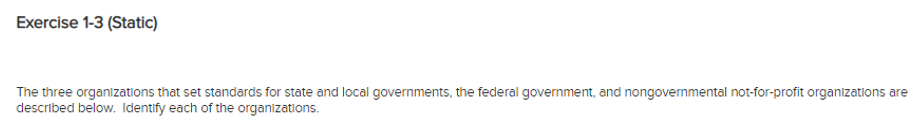 Exercise 1-3 (Static)
The three organizations that set standards for state and local governments, the federal government, and nongovernmental not-for-profit organizations are
described below. Identify each of the organizations.